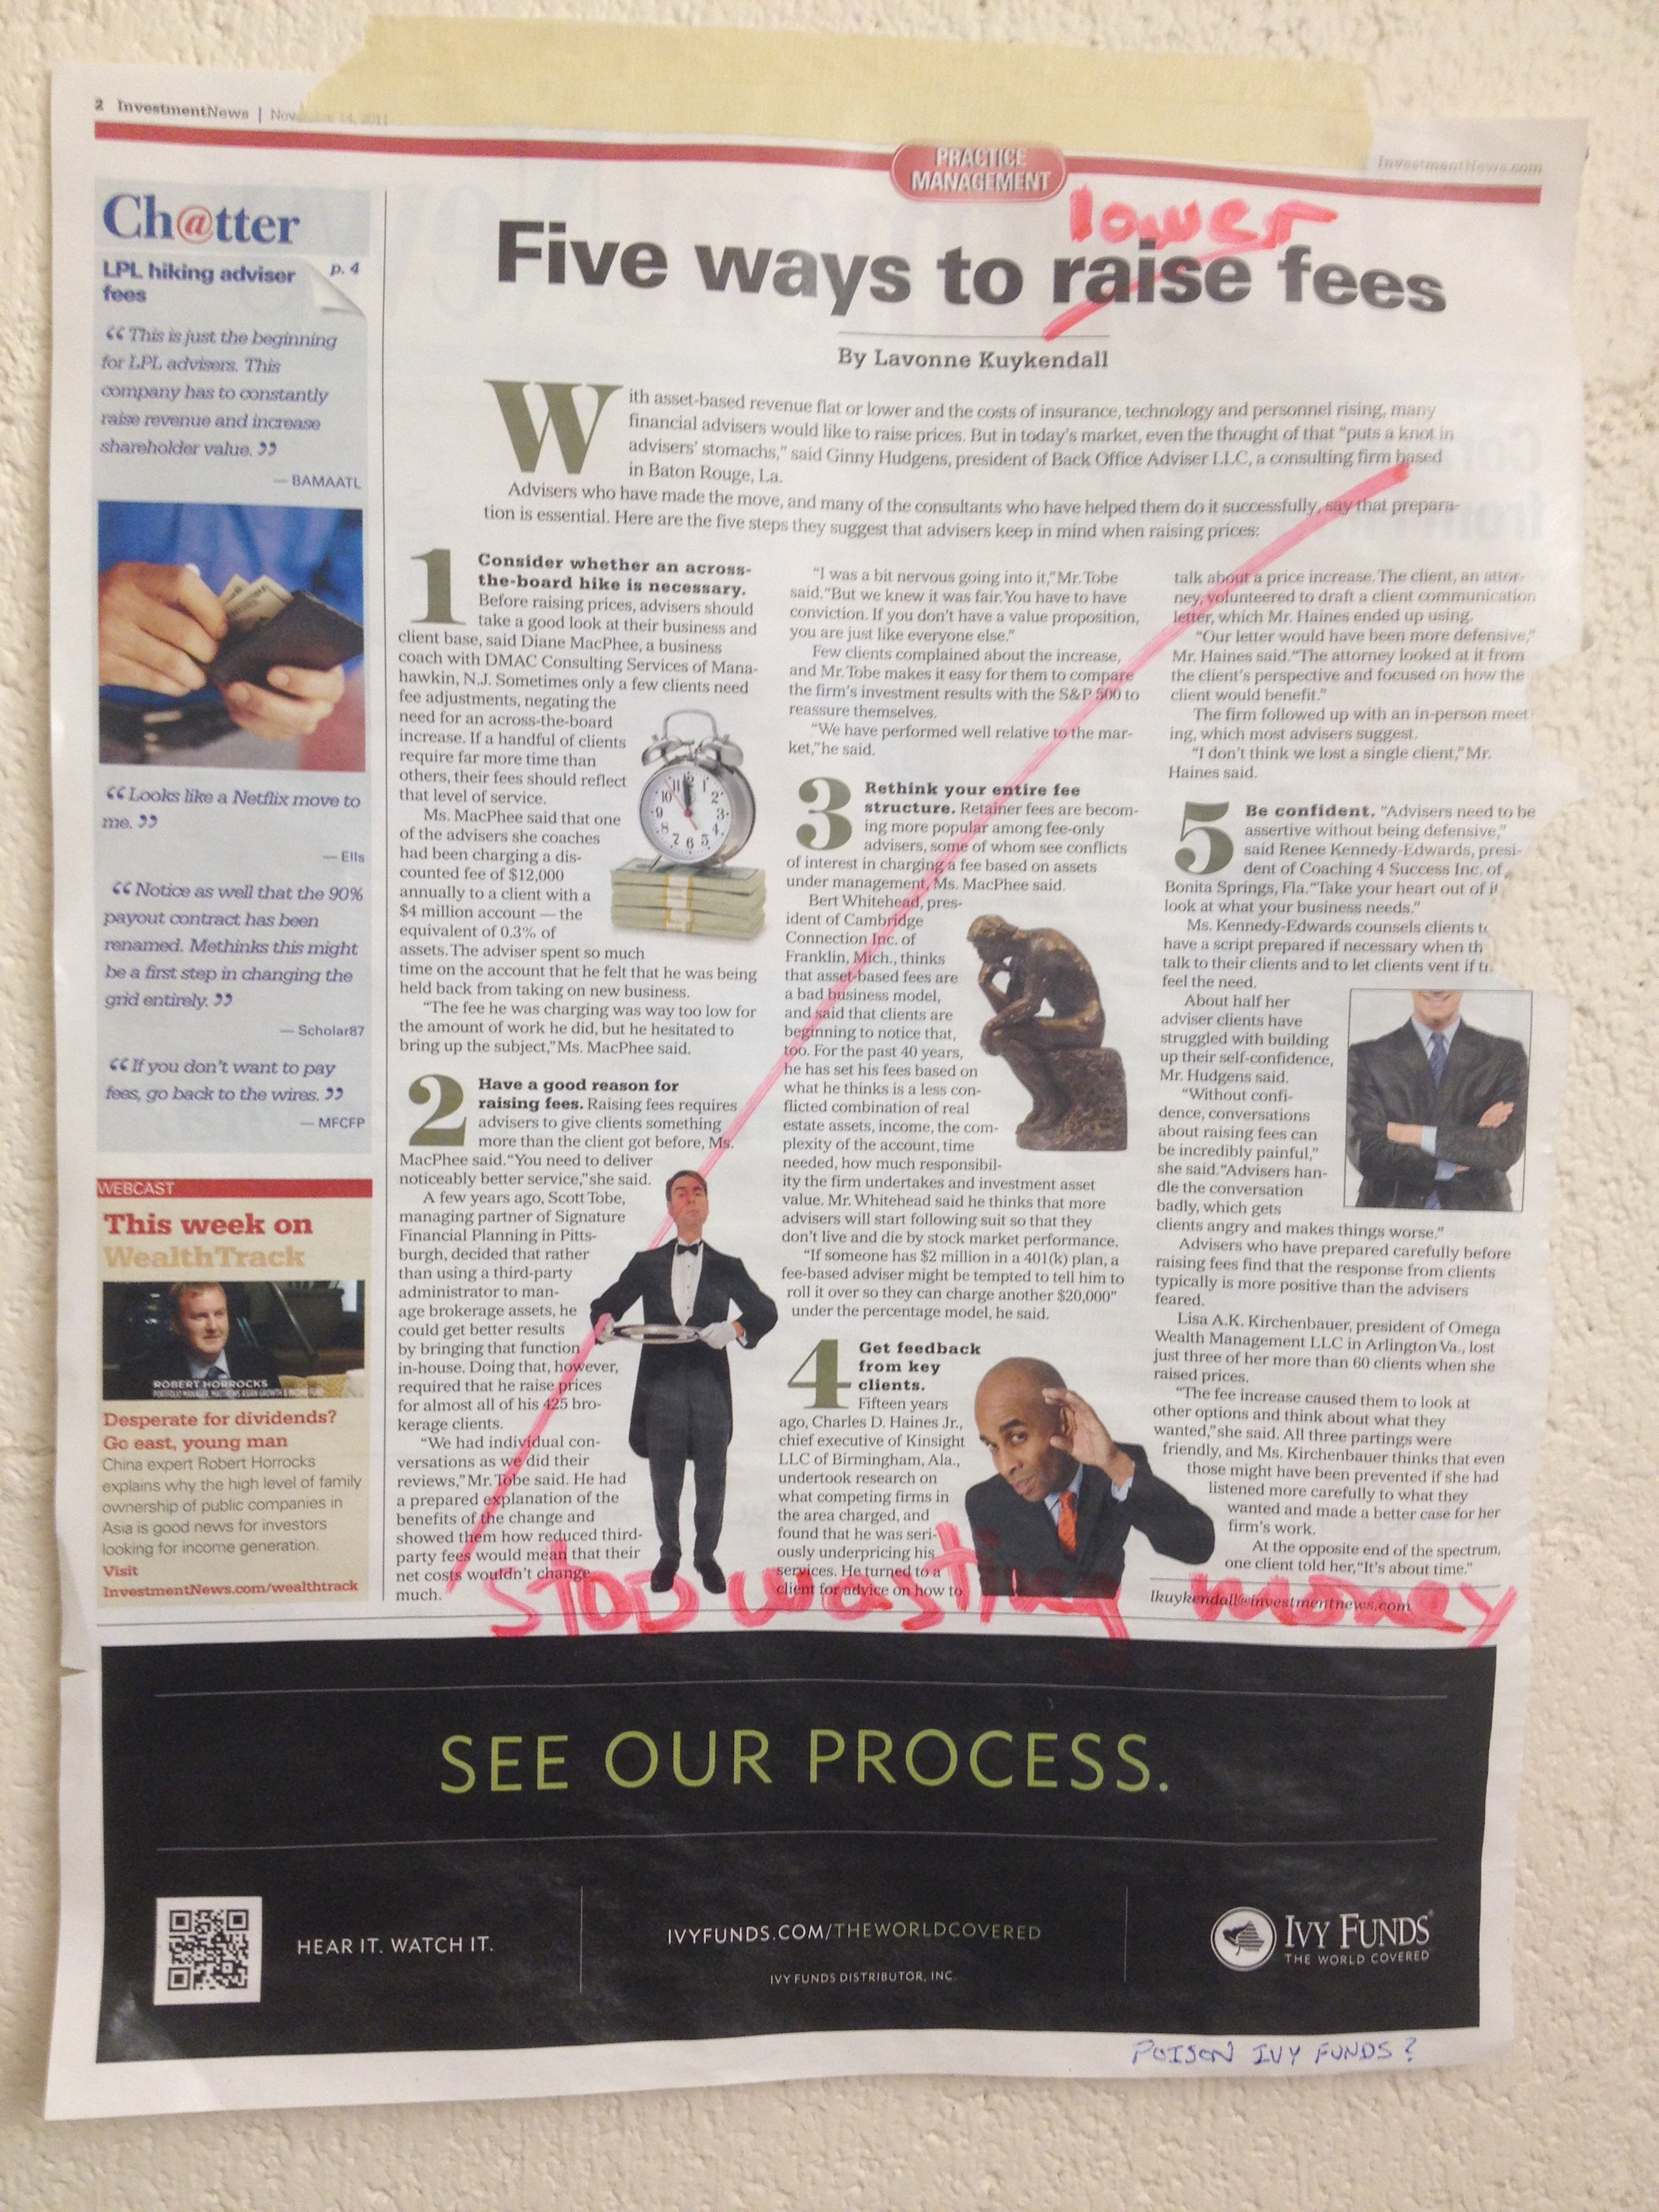 2 InvestmentNews | November 14, 2011
InvestmentNews.com
PRACTICE
MANAGEMENT
Ch@tter
LPL hiking adviser
fees
p. 4
“This is just the beginning
for LPL advisers. This
company has to constantly
raise revenue and increase
shareholder value.”
— BAMAATL
“Looks like a Netflix move to
me.”
— Ells
“Notice as well that the 90%
payout contract has been
renamed. Methinks this might
be a first step in changing the
grid entirely.”
— Scholar87
“If you don't want to pay
fees, go back to the wires.”
— MFCFP
WEBCAST
This week on
WealthTrack
ROBERT HORROCKS
PORTFOLIO MANAGER, MATTHEWS ASIAN GROWTH & INCOME FUND
Desperate for dividends?
Go east, young man
China expert Robert Horrocks
explains why the high level of family
ownership of public companies in
Asia is good news for investors
looking for income generation.
Visit
InvestmentNews.com/wealthtrack
lower
Five ways to raise fees
By Lavonne Kuykendall
With asset-based revenue flat or lower and the costs of insurance, technology and personnel rising, many
financial advisers would like to raise prices. But in today's market, even the thought of that "puts a knot in
advisers' stomachs," said Ginny Hudgens, president of Back Office Adviser LLC, a consulting firm based
in Baton Rouge, La.
Advisers who have made the move, and many of the consultants who have helped them do it successfully, say that prepara-
tion is essential. Here are the five steps they suggest that advisers keep in mind when raising prices:
1 Consider whether an across-
the-board hike is necessary.
Before raising prices, advisers should
take a good look at their business and
client base, said Diane MacPhee, a business
coach with DMAC Consulting Services of Mana-
hawkin, N.J. Sometimes only a few clients need
fee adjustments, negating the
need for an across-the-board
increase. If a handful of clients
require far more time than
others, their fees should reflect
that level of service.
Ms. MacPhee said that one
of the advisers she coaches
had been charging a dis-
counted fee of $12,000
annually to a client with a
$4 million account — the
equivalent of 0.3% of
assets. The adviser spent so much
time on the account that he felt that he was being
held back from taking on new business.
"The fee he was charging was way too low for
the amount of work he did, but he hesitated to
bring up the subject," Ms. MacPhee said.
2 Have a good reason for
raising fees. Raising fees requires
advisers to give clients something
more than the client got before, Ms.
MacPhee said. "You need to deliver
noticeably better service," she said.
A few years ago, Scott Tobe,
managing partner of Signature
Financial Planning in Pitts-
burgh, decided that rather
than using a third-party
administrator to man-
age brokerage assets, he
could get better results
by bringing that function
in-house. Doing that, however,
required that he raise prices
for almost all of his 425 bro-
kerage clients.
"We had individual con-
versations as we did their
reviews," Mr. Tobe said. He had
a prepared explanation of the
benefits of the change and
showed them how reduced third-
party fees would mean that their
net costs wouldn't change
much.
"I was a bit nervous going into it," Mr. Tobe
said. "But we knew it was fair. You have to have
conviction. If you don't have a value proposition,
you are just like everyone else."
Few clients complained about the increase,
and Mr. Tobe makes it easy for them to compare
the firm's investment results with the S&P 500 to
reassure themselves.
"We have performed well relative to the mar-
ket," he said.
3 Rethink your entire fee
structure. Retainer fees are becom-
ing more popular among fee-only
advisers, some of whom see conflicts
of interest in charging a fee based on assets
under management, Ms. MacPhee said.
Bert Whitehead, pres-
ident of Cambridge
Connection Inc. of
Franklin, Mich., thinks
that asset-based fees are
a bad business model,
and said that clients are
beginning to notice that,
too. For the past 40 years,
he has set his fees based on
what he thinks is a less con-
flicted combination of real
estate assets, income, the com-
plexity of the account, time
needed, how much responsibil-
ity the firm undertakes and investment asset
value. Mr. Whitehead said he thinks that more
advisers will start following suit so that they
don't live and die by stock market performance.
"If someone has $2 million in a 401(k) plan, a
fee-based adviser might be tempted to tell him to
roll it over so they can charge another $20,000"
under the percentage model, he said.
4 Get feedback
from key
clients.
Fifteen years
ago, Charles D. Haines Jr.,
chief executive of Kinsight
LLC of Birmingham, Ala.,
undertook research on
what competing firms in
the area charged, and
found that he was seri-
ously underpricing his
services. He turned to a
client for advice on how to
talk about a price increase. The client, an attor-
ney, volunteered to draft a client communication
letter, which Mr. Haines ended up using.
"Our letter would have been more defensive,"
Mr. Haines said. "The attorney looked at it from
the client's perspective and focused on how the
client would benefit."
The firm followed up with an in-person meet
ing, which most advisers suggest.
"I don't think we lost a single client," Mr.
Haines said.
5 Be confident. "Advisers need to be
assertive without being defensive,"
said Renee Kennedy-Edwards, presi-
dent of Coaching 4 Success Inc. of
Bonita Springs, Fla. "Take your heart out of it
look at what your business needs."
Ms. Kennedy-Edwards counsels clients to
have a script prepared if necessary when th
talk to their clients and to let clients vent if
feel the need.
About half her
adviser clients have
struggled with building
up their self-confidence,
Mr. Hudgens said.
"Without confi-
dence, conversations
about raising fees can
be incredibly painful,"
she said. "Advisers han-
dle the conversation
badly, which gets
clients angry and makes things worse."
Advisers who have prepared carefully before
raising fees find that the response from clients
typically is more positive than the advisers
feared.
Lisa A.K. Kirchenbauer, president of Omega
Wealth Management LLC in Arlington Va., lost
just three of her more than 60 clients when she
raised prices.
"The fee increase caused them to look at
other options and think about what they
wanted," she said. All three partings were
friendly, and Ms. Kirchenbauer thinks that even
those might have been prevented if she had
listened more carefully to what they
wanted and made a better case for her
firm's work.
At the opposite end of the spectrum,
one client told her, "It's about time."
lkuykendall@investmentnews.com
STOP wasting money
SEE OUR PROCESS.
HEAR IT. WATCH IT.
IVYFUNDS.COM/THEWORLDCOVERED
IVY FUNDS DISTRIBUTOR, INC.
IVY FUNDS®
THE WORLD COVERED
POISON IVY FUNDS?